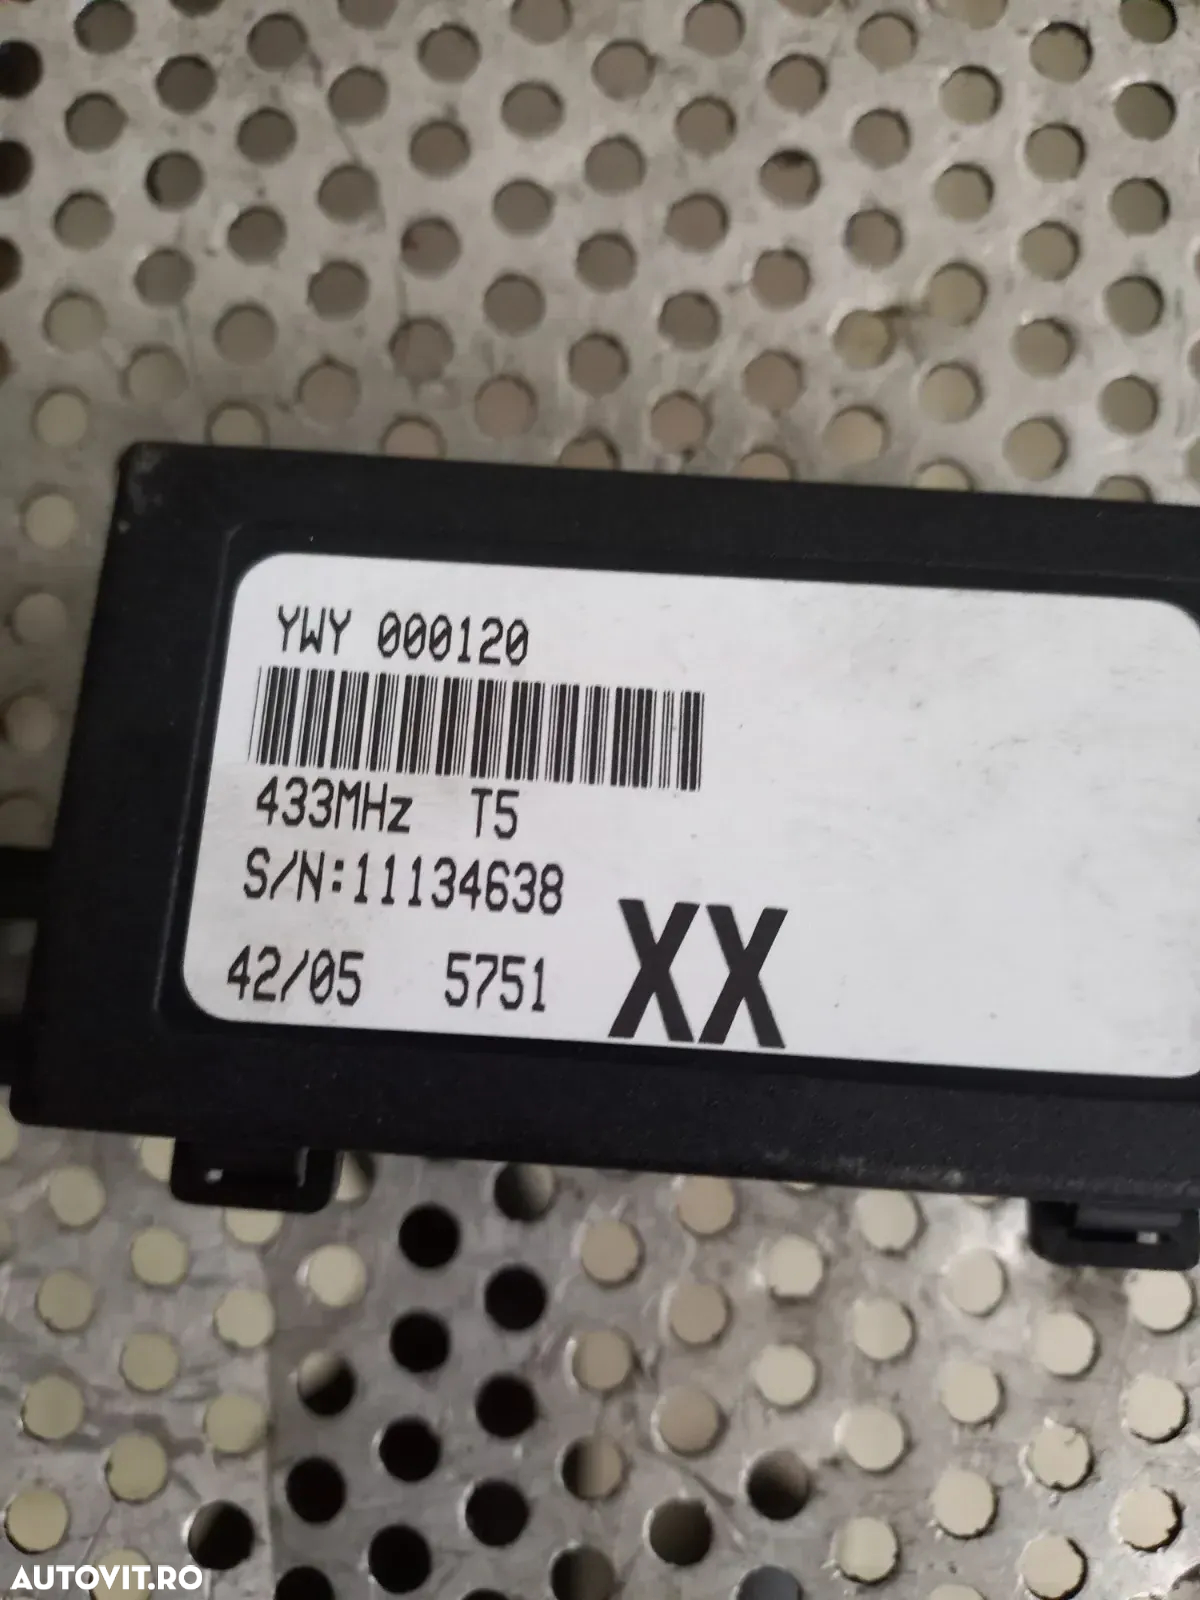 YWY 000120
433MHz T5
S/N:11134638
42/05 5751 XX
AUTOVIT.RO